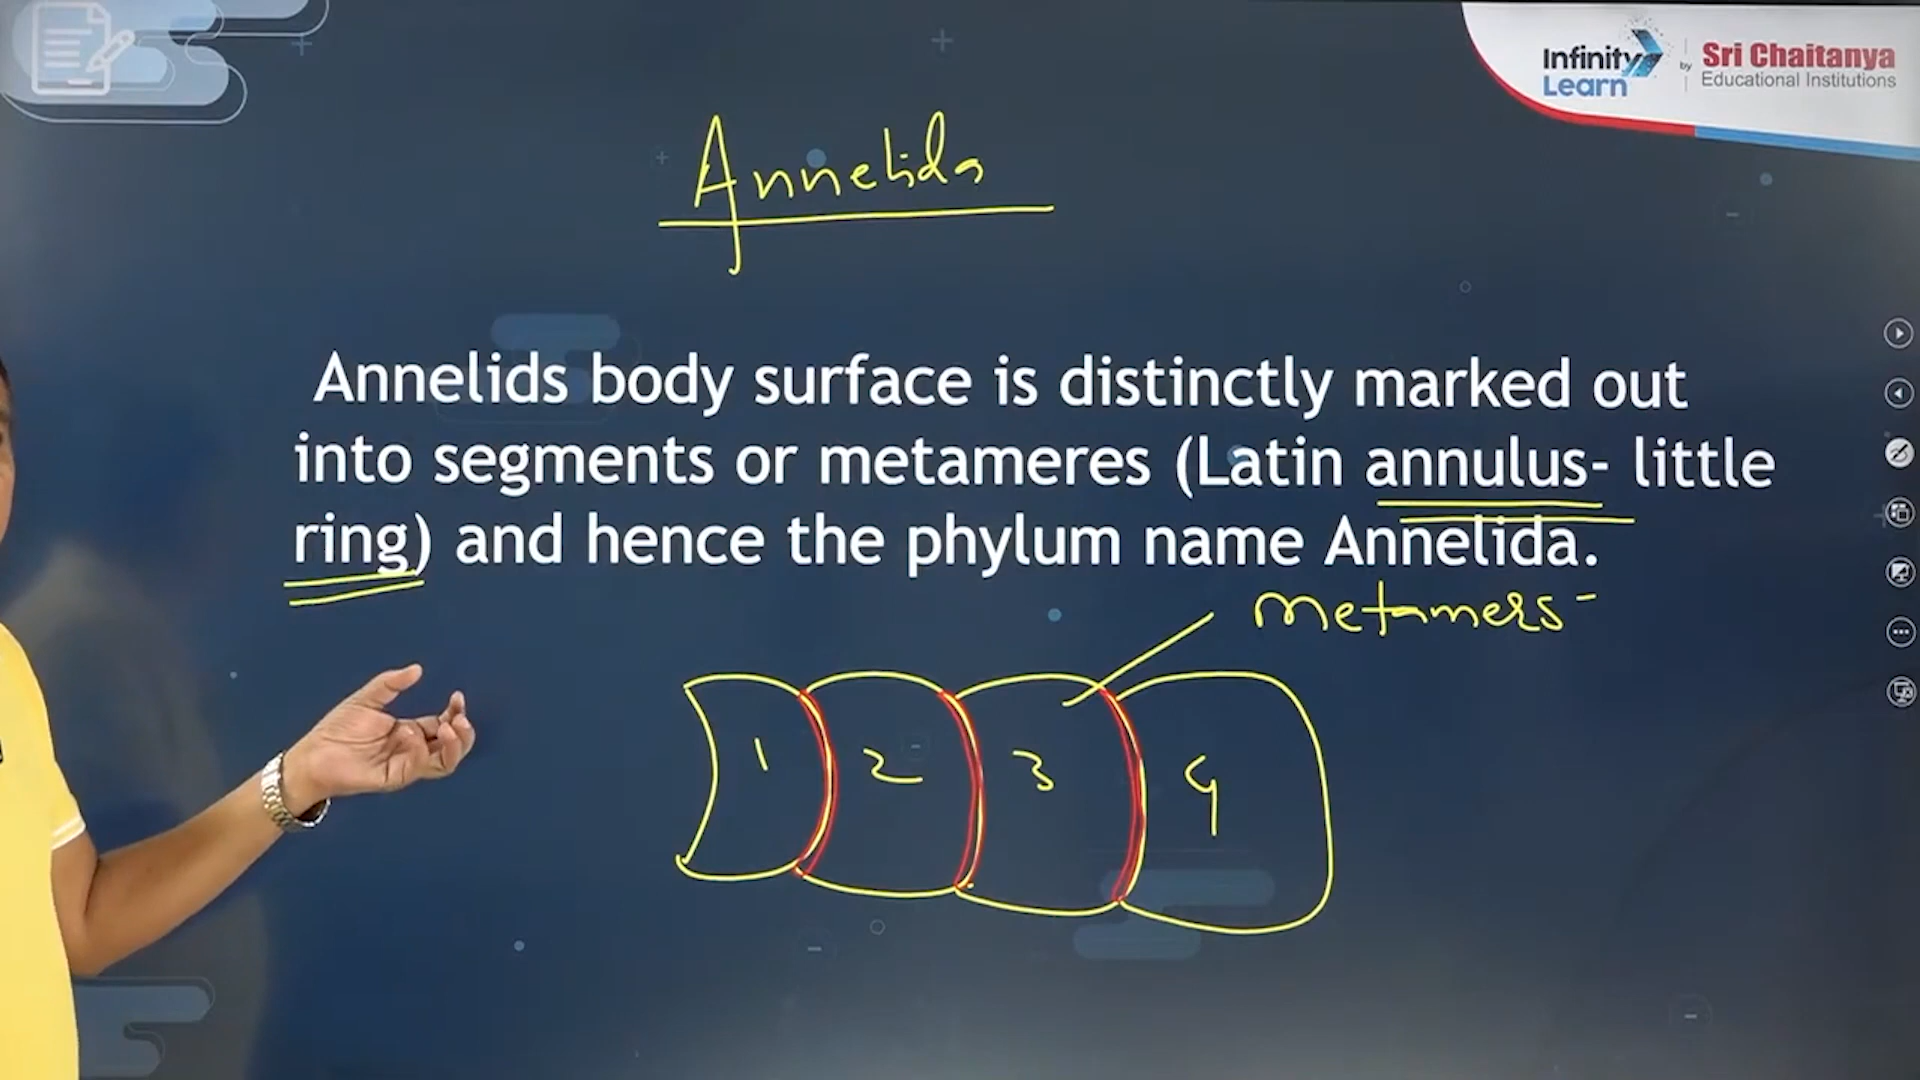 Infinity Learn by Sri Chaitanya
Educational Institutions
Annelida
Annelids body surface is distinctly marked out
into segments or metameres (Latin annulus- little
ring) and hence the phylum name Annelida.
Metamers-
1 2 3 4